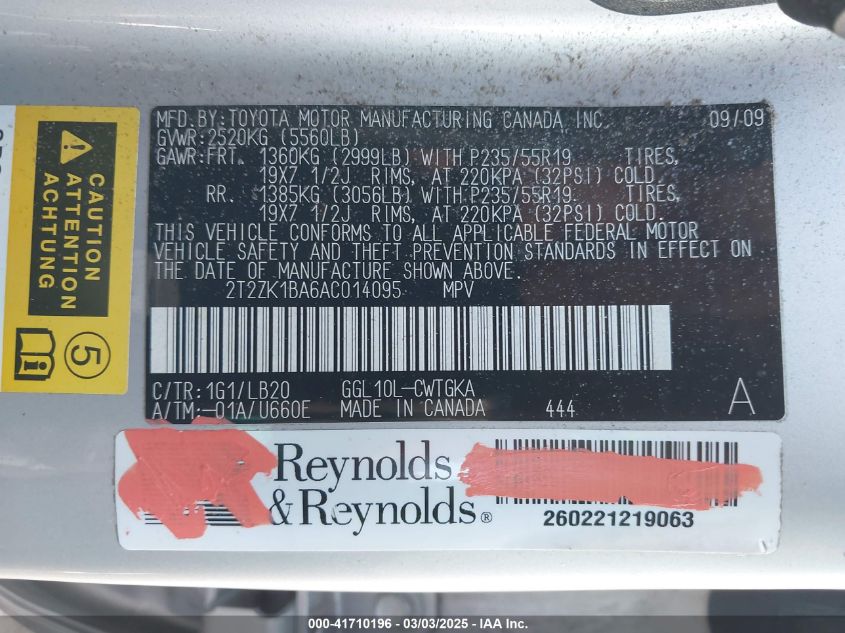 MFD.BY:TOYOTA MOTOR MANUFACTURING CANADA INC. 09/09
GVWR:2520KG (5560LB)
GAWR:FRT. 1360KG (2999LB) WITH P235/55R19 TIRES,
19X7 1/2J RIMS, AT 220KPA (32PSI) COLD.
RR. 1385KG (3056LB) WITH P235/55R19 TIRES,
19X7 1/2J RIMS, AT 220KPA (32PSI) COLD.
THIS VEHICLE CONFORMS TO ALL APPLICABLE FEDERAL MOTOR
VEHICLE SAFETY AND THEFT PREVENTION STANDARDS IN EFFECT ON
THE DATE OF MANUFACTURE SHOWN ABOVE.
2T2ZK1BA6AC014095 MPV
C/TR:1G1/LB20 GGL10L-CWTGKA
A/TM:-01A/U660E MADE IN CANADA 444 A
CAUTION
ATTENTION
ACHTUNG
5
Reynolds
&Reynolds®
260221219063
000-41710196 - 03/03/2025 - IAA Inc.